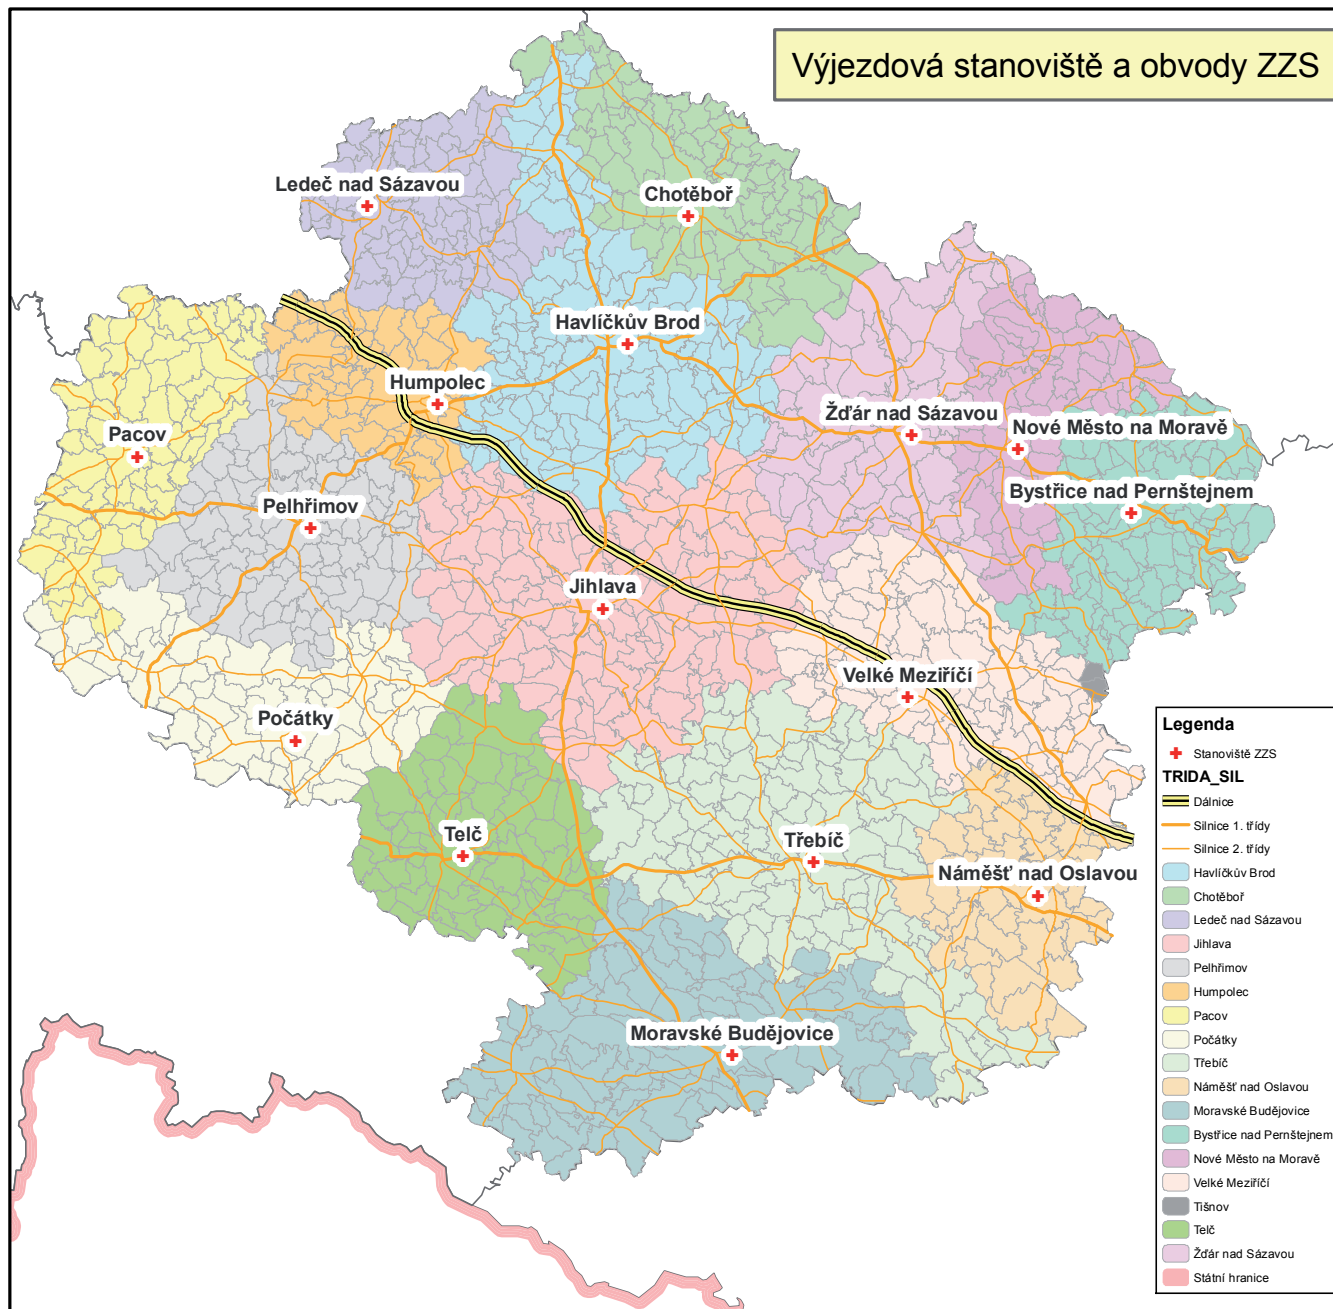 Výjezdová stanoviště a obvody ZZS
Ledeč nad Sázavou
Chotěboř
Havlíčkův Brod
Humpolec
Žďár nad Sázavou
Nové Město na Moravě
Pacov
Bystřice nad Pernštejnem
Pelhřimov
Jihlava
Velké Meziříčí
Počátky
Telč
Třebíč
Náměšť nad Oslavou
Moravské Budějovice
Legenda
Stanoviště ZZS
TRIDA_SIL
Dálnice
Silnice 1. třídy
Silnice 2. třídy
Havlíčkův Brod
Chotěboř
Ledeč nad Sázavou
Jihlava
Pelhřimov
Humpolec
Pacov
Počátky
Třebíč
Náměšť nad Oslavou
Moravské Budějovice
Bystřice nad Pernštejnem
Nové Město na Moravě
Velké Meziříčí
Tišnov
Telč
Žďár nad Sázavou
Státní hranice